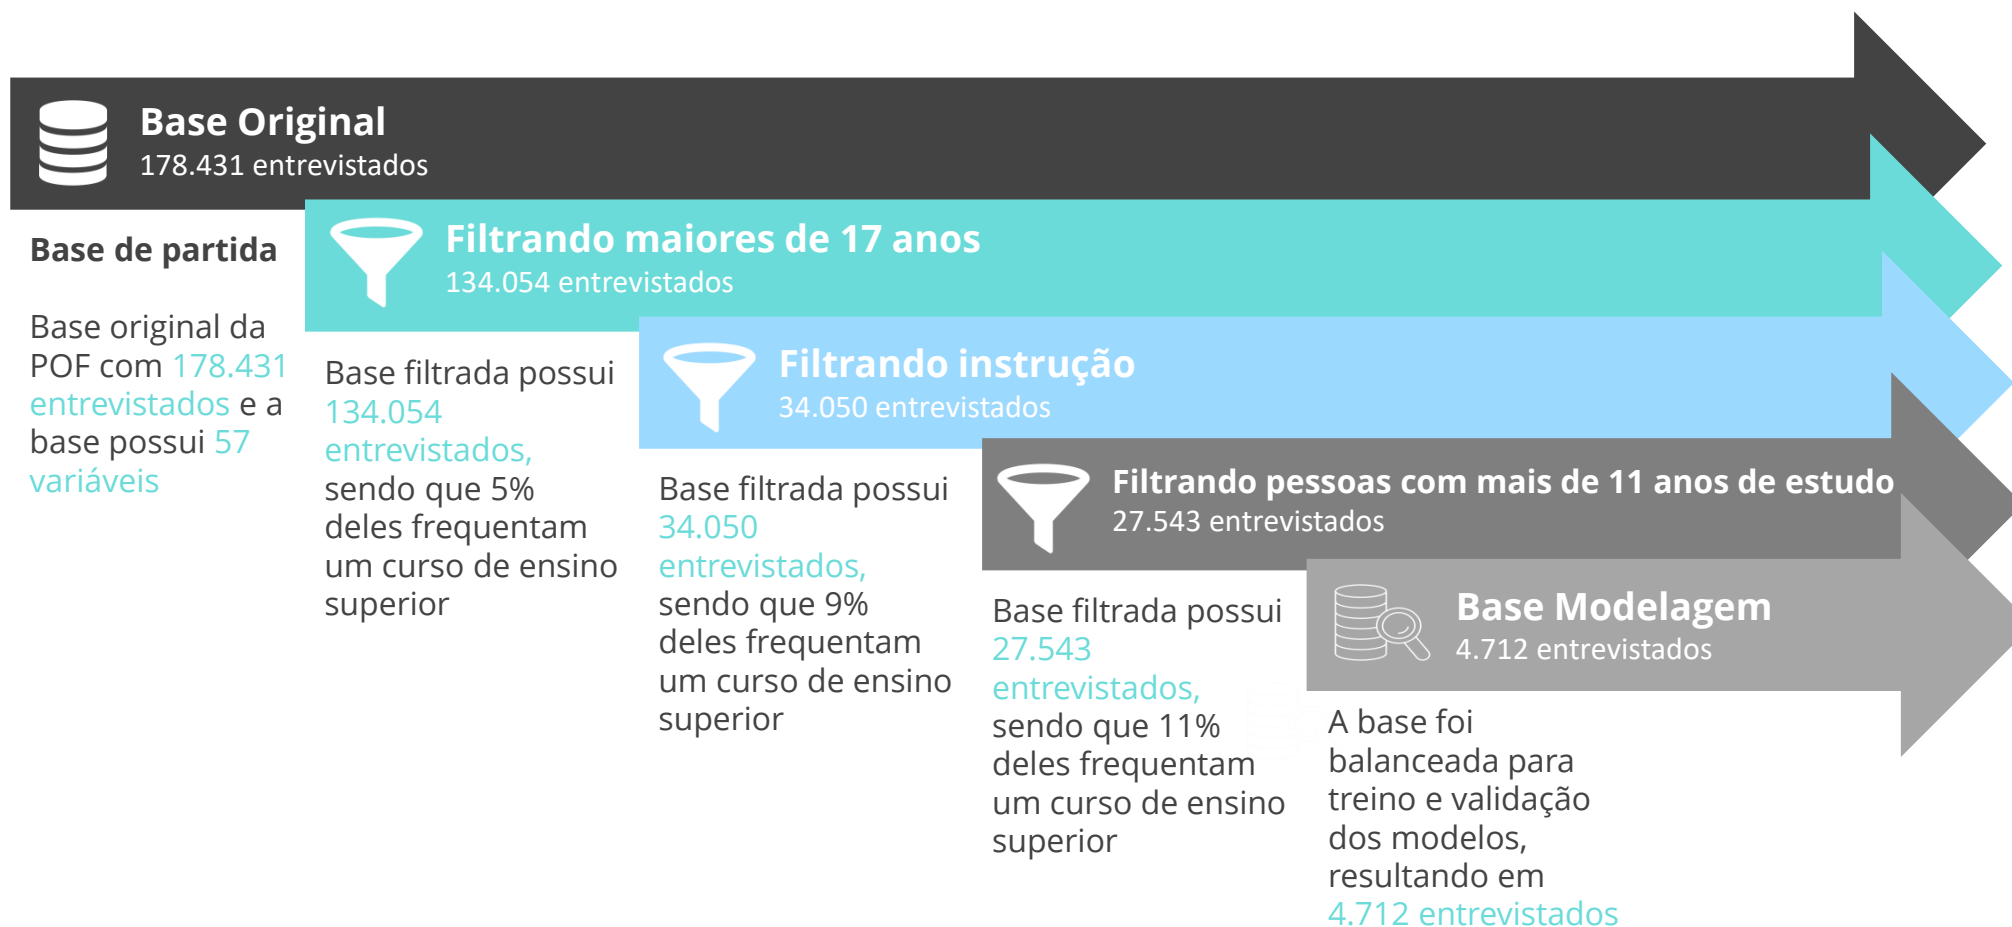 Base Original
178.431 entrevistados
Base de partida
Base original da
POF com 178.431
entrevistados e a
base possui 57
variáveis
Filtrando maiores de 17 anos
134.054 entrevistados
Base filtrada possui
134.054
entrevistados,
sendo que 5%
deles frequentam
um curso de ensino
superior
Filtrando instrução
34.050 entrevistados
Base filtrada possui
34.050
entrevistados,
sendo que 9%
deles frequentam
um curso de ensino
superior
Filtrando pessoas com mais de 11 anos de estudo
27.543 entrevistados
Base filtrada possui
27.543
entrevistados,
sendo que 11%
deles frequentam
um curso de ensino
superior
Base Modelagem
4.712 entrevistados
A base foi
balanceada para
treino e validação
dos modelos,
resultando em
4.712 entrevistados